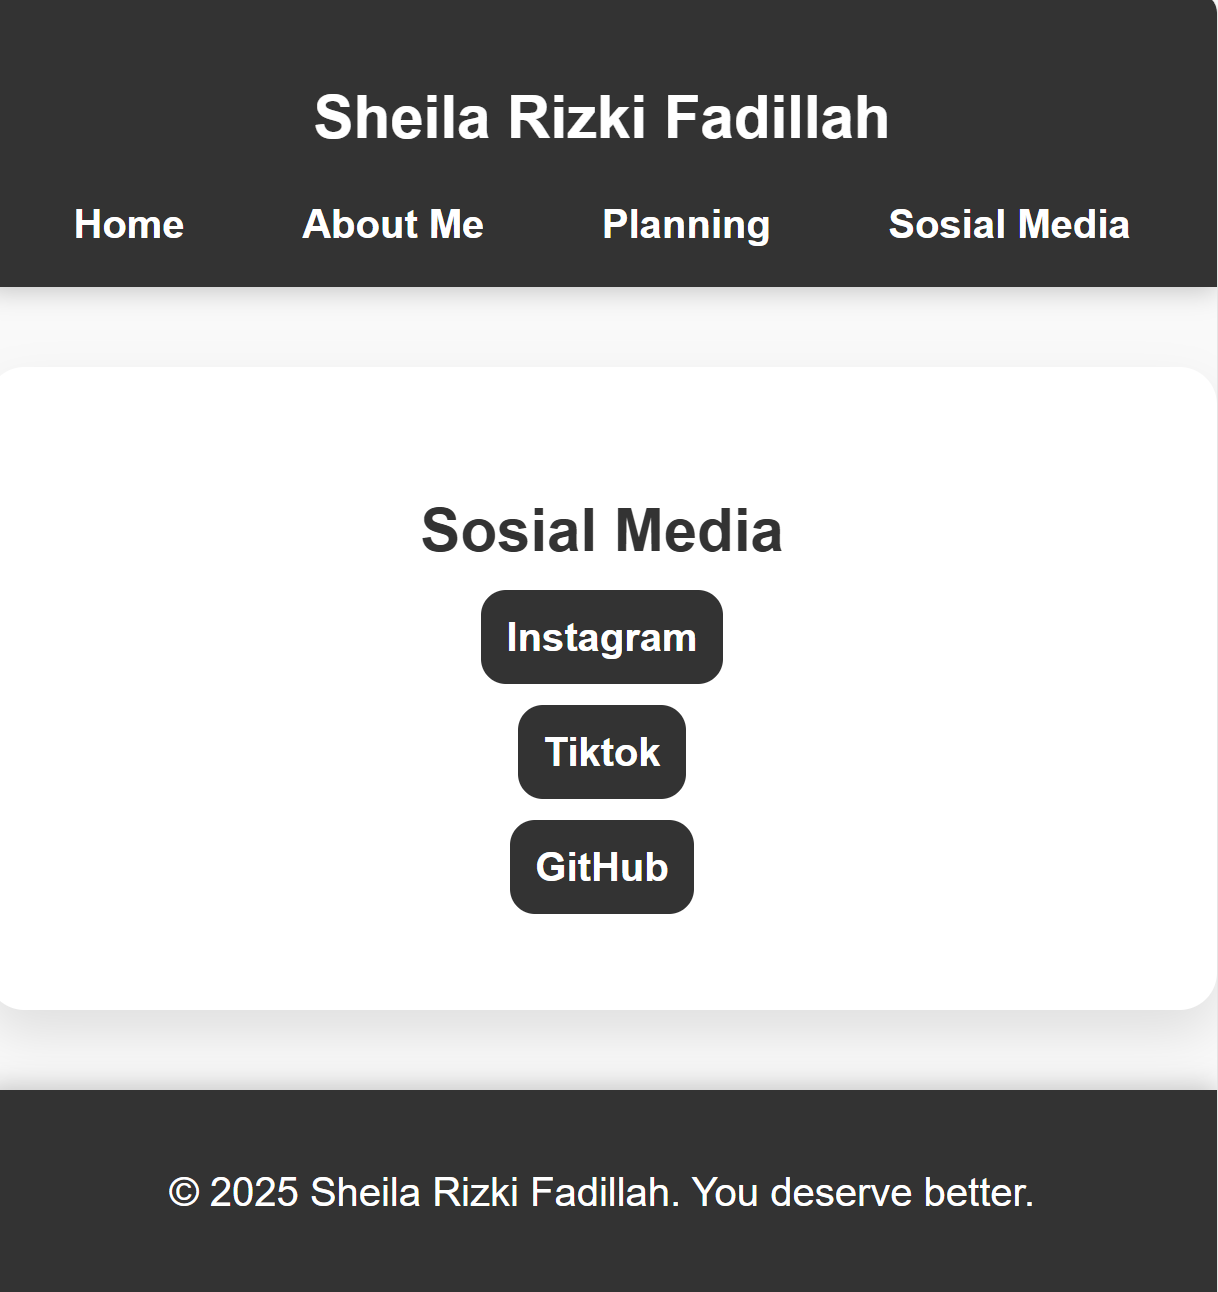 Sheila Rizki Fadillah
Home About Me Planning Sosial Media
Sosial Media
Instagram
Tiktok
GitHub
© 2025 Sheila Rizki Fadillah. You deserve better.